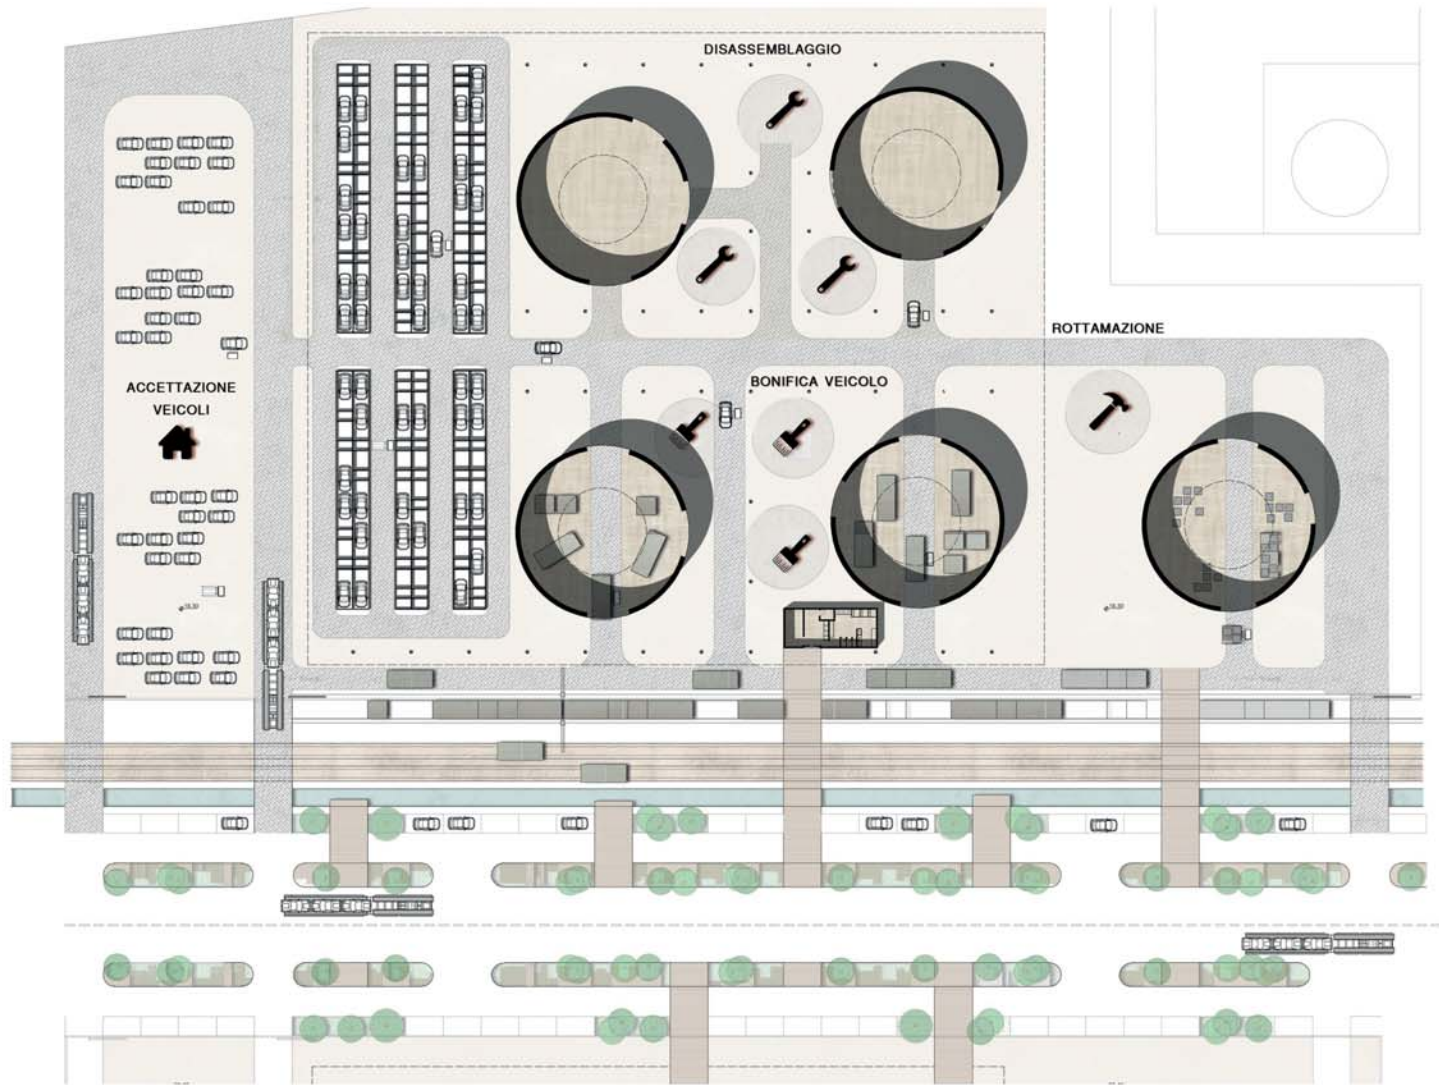 DISASSEMBLAGGIO
ROTTAMAZIONE
ACCETTAZIONE
VEICOLI
BONIFICA VEICOLO